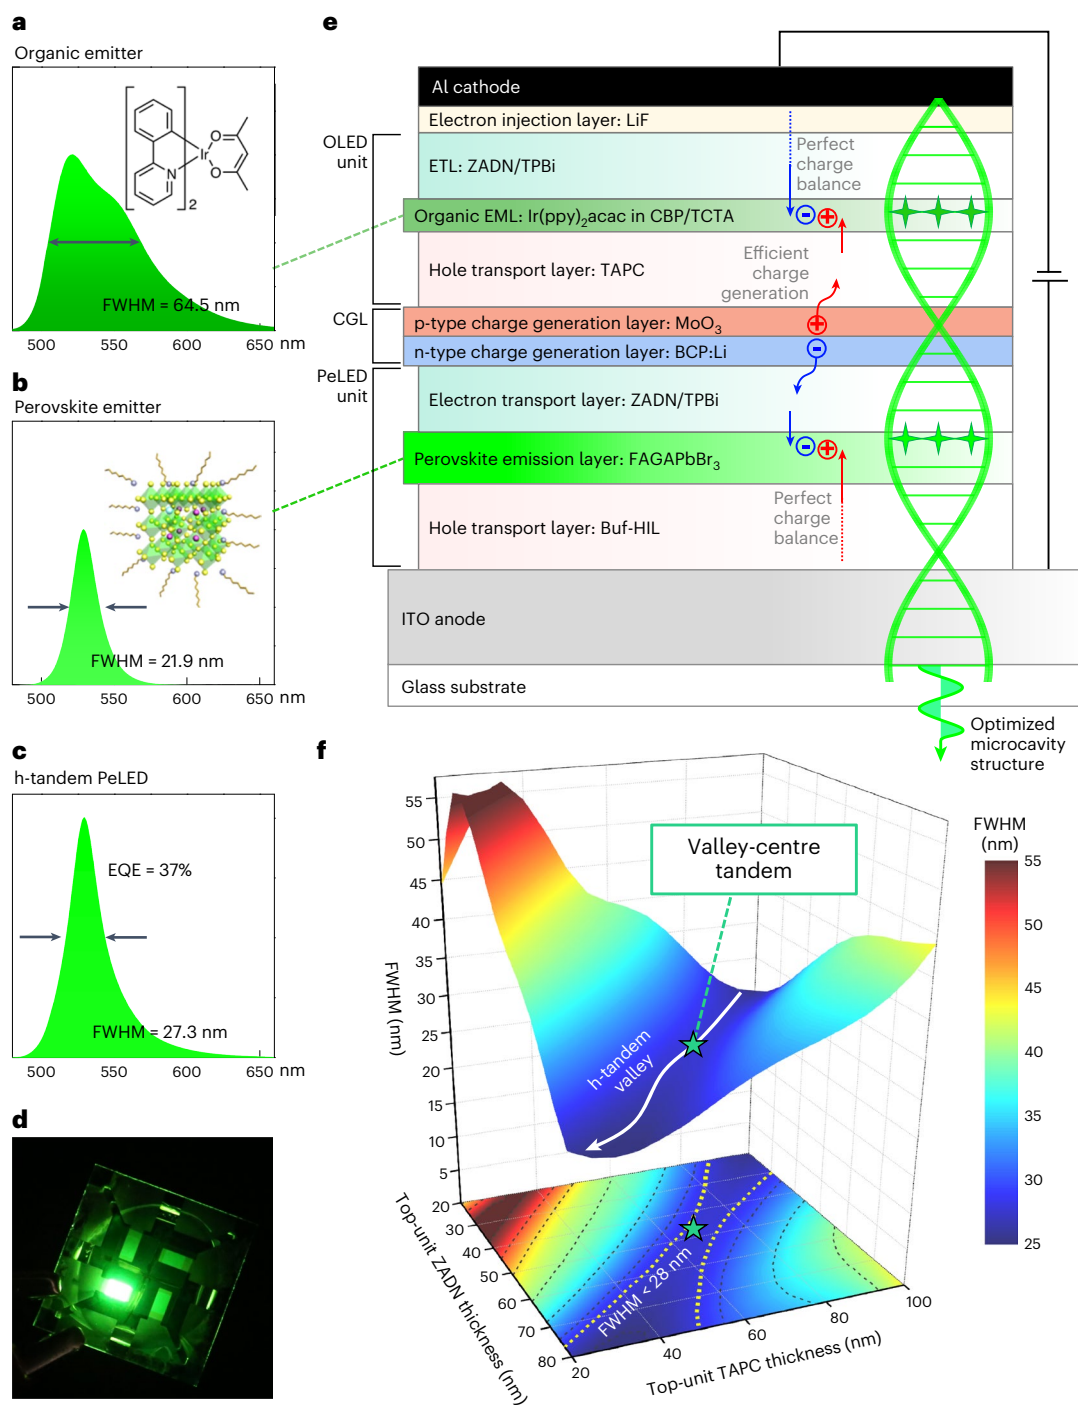 a
Organic emitter
Ir
N
O
O
2
FWHM = 64.5 nm
500
550
600
650 nm
b
Perovskite emitter
FWHM = 21.9 nm
500
550
600
650 nm
c
h-tandem PeLED
EQE = 37%
FWHM = 27.3 nm
500
550
600
650 nm
d
e
Al cathode
Electron injection layer: LiF
OLED
unit
ETL: ZADN/TPBi
Perfect
charge
balance
Organic EML: Ir(ppy)₂acac in CBP/TCTA
- +
Hole transport layer: TAPC
Efficient
charge
generation
CGL
p-type charge generation layer: MoO₃
+
n-type charge generation layer: BCP:Li
-
PeLED
unit
Electron transport layer: ZADN/TPBi
Perovskite emission layer: FAGAPbBr₃
- +
Hole transport layer: Buf-HIL
Perfect
charge
balance
ITO anode
Glass substrate
Optimized
microcavity
structure
f
Valley-centre
tandem
h-tandem
valley
FWHM (nm)
55
50
45
40
35
30
25
20
15
10
5
Top-unit ZADN thickness (nm)
20
30
40
50
60
70
80
FWHM < 28 nm
20
40
60
80
100
Top-unit TAPC thickness (nm)
FWHM
(nm)
55
50
45
40
35
30
25